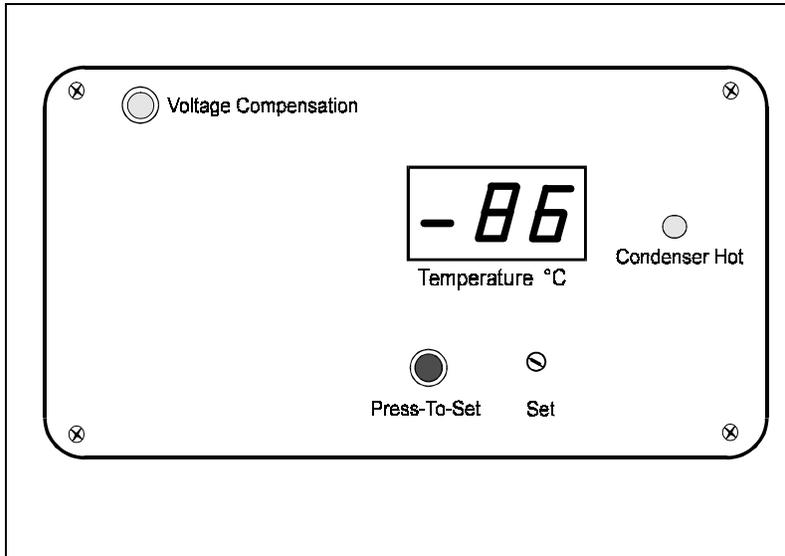 Voltage Compensation
-86
Temperature °C
Condenser Hot
Press-To-Set
Set